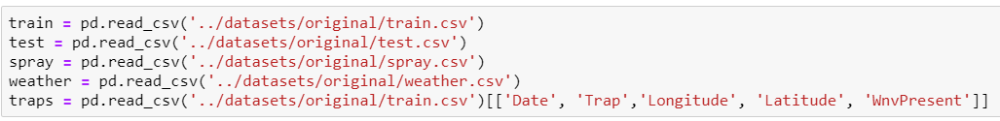 train = pd.read_csv('../datasets/original/train.csv')
test = pd.read_csv('../datasets/original/test.csv')
spray = pd.read_csv('../datasets/original/spray.csv')
weather = pd.read_csv('../datasets/original/weather.csv')
traps = pd.read_csv('../datasets/original/train.csv')[['Date', 'Trap','Longitude', 'Latitude', 'WnvPresent']]